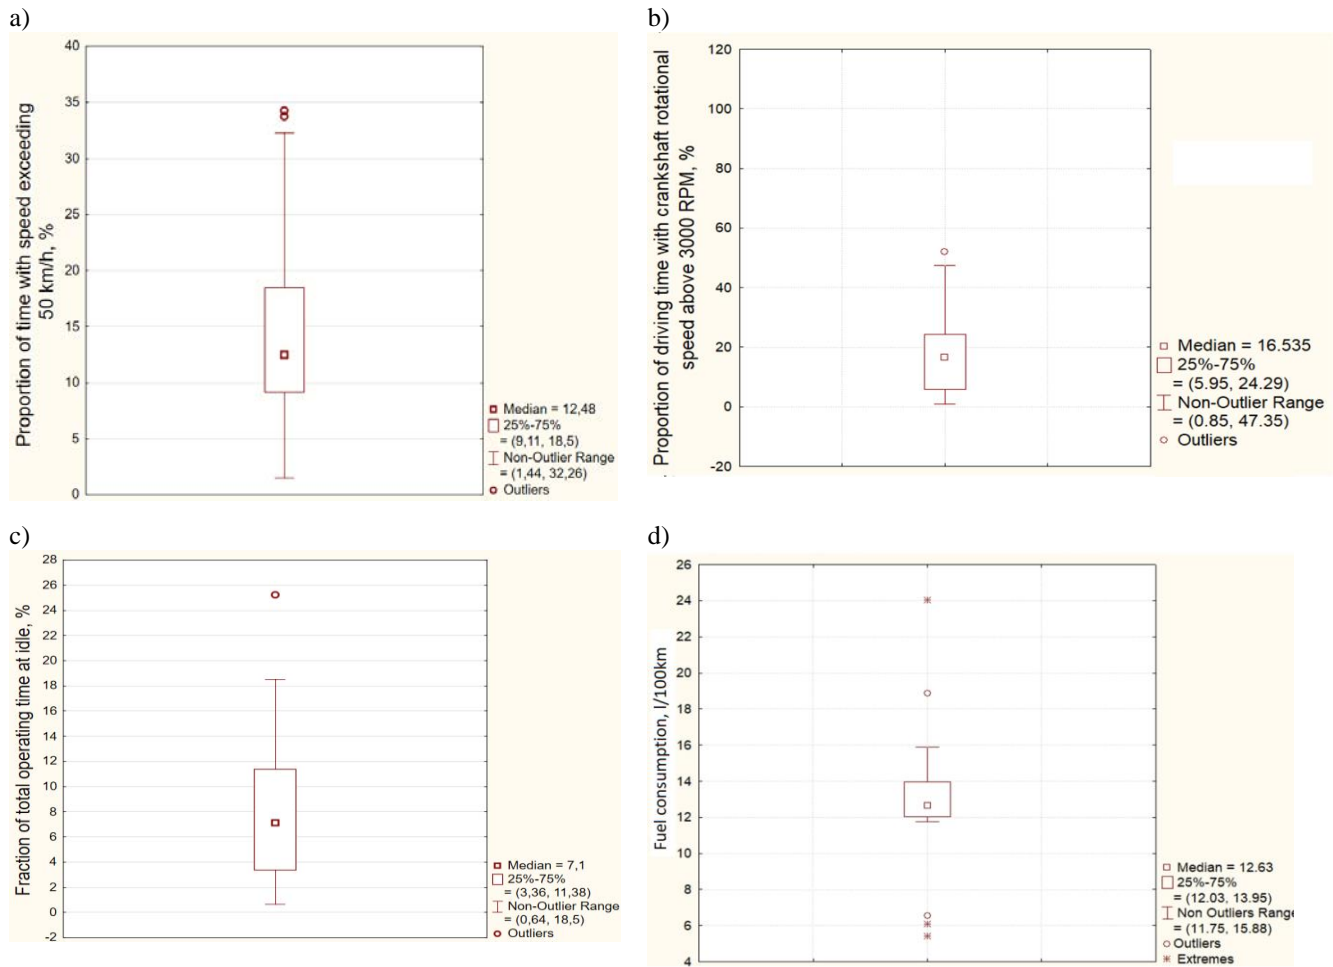 a)
Proportion of time with speed exceeding
50 km/h, %
40
35
30
25
20
15
10
5
0
Median = 12,48
25%-75%
= (9,11, 18,5)
Non-Outlier Range
= (1,44, 32,26)
Outliers
b)
Proportion of driving time with crankshaft rotational
speed above 3000 RPM, %
120
100
80
60
40
20
0
-20
Median = 16.535
25%-75%
= (5.95, 24.29)
Non-Outlier Range
= (0.85, 47.35)
Outliers
c)
Fraction of total operating time at idle, %
28
26
24
22
20
18
16
14
12
10
8
6
4
2
0
-2
Median = 7,1
25%-75%
= (3,36, 11,38)
Non-Outlier Range
= (0,64, 18,5)
Outliers
d)
Fuel consumption, l/100km
26
24
22
20
18
16
14
12
10
8
6
4
Median = 12.63
25%-75%
= (12.03, 13.95)
Non Outliers Range
= (11.75, 15.88)
Outliers
Extremes